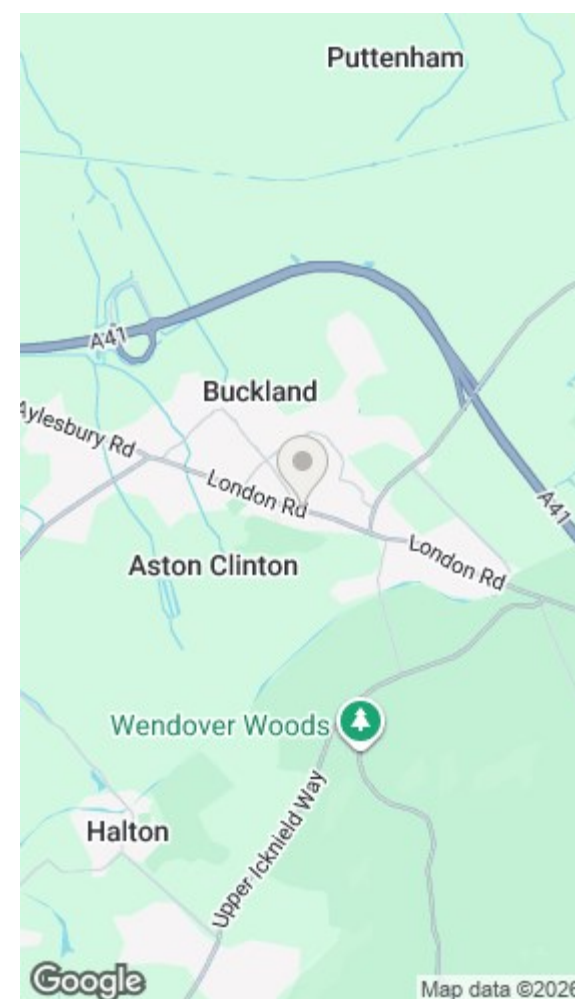 Puttenham
A41
Buckland
Aylesbury Rd
London Rd
A41
London Rd
Aston Clinton
Wendover Woods
Halton
Upper Icknield Way
Google
Map data ©2026